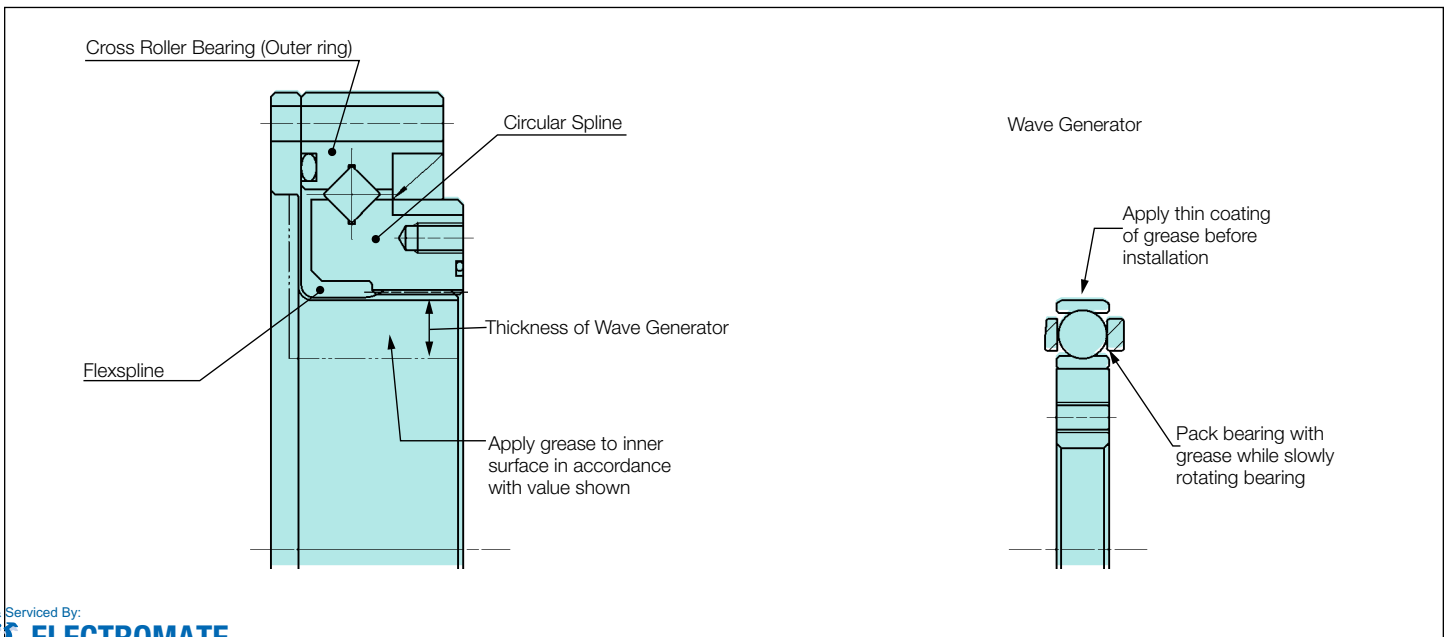 Cross Roller Bearing (Outer ring)
Circular Spline
Thickness of Wave Generator
Flexspline
Apply grease to inner
surface in accordance
with value shown
Wave Generator
Apply thin coating
of grease before
installation
Pack bearing with
grease while slowly
rotating bearing
Serviced By:
ELECTROMATE